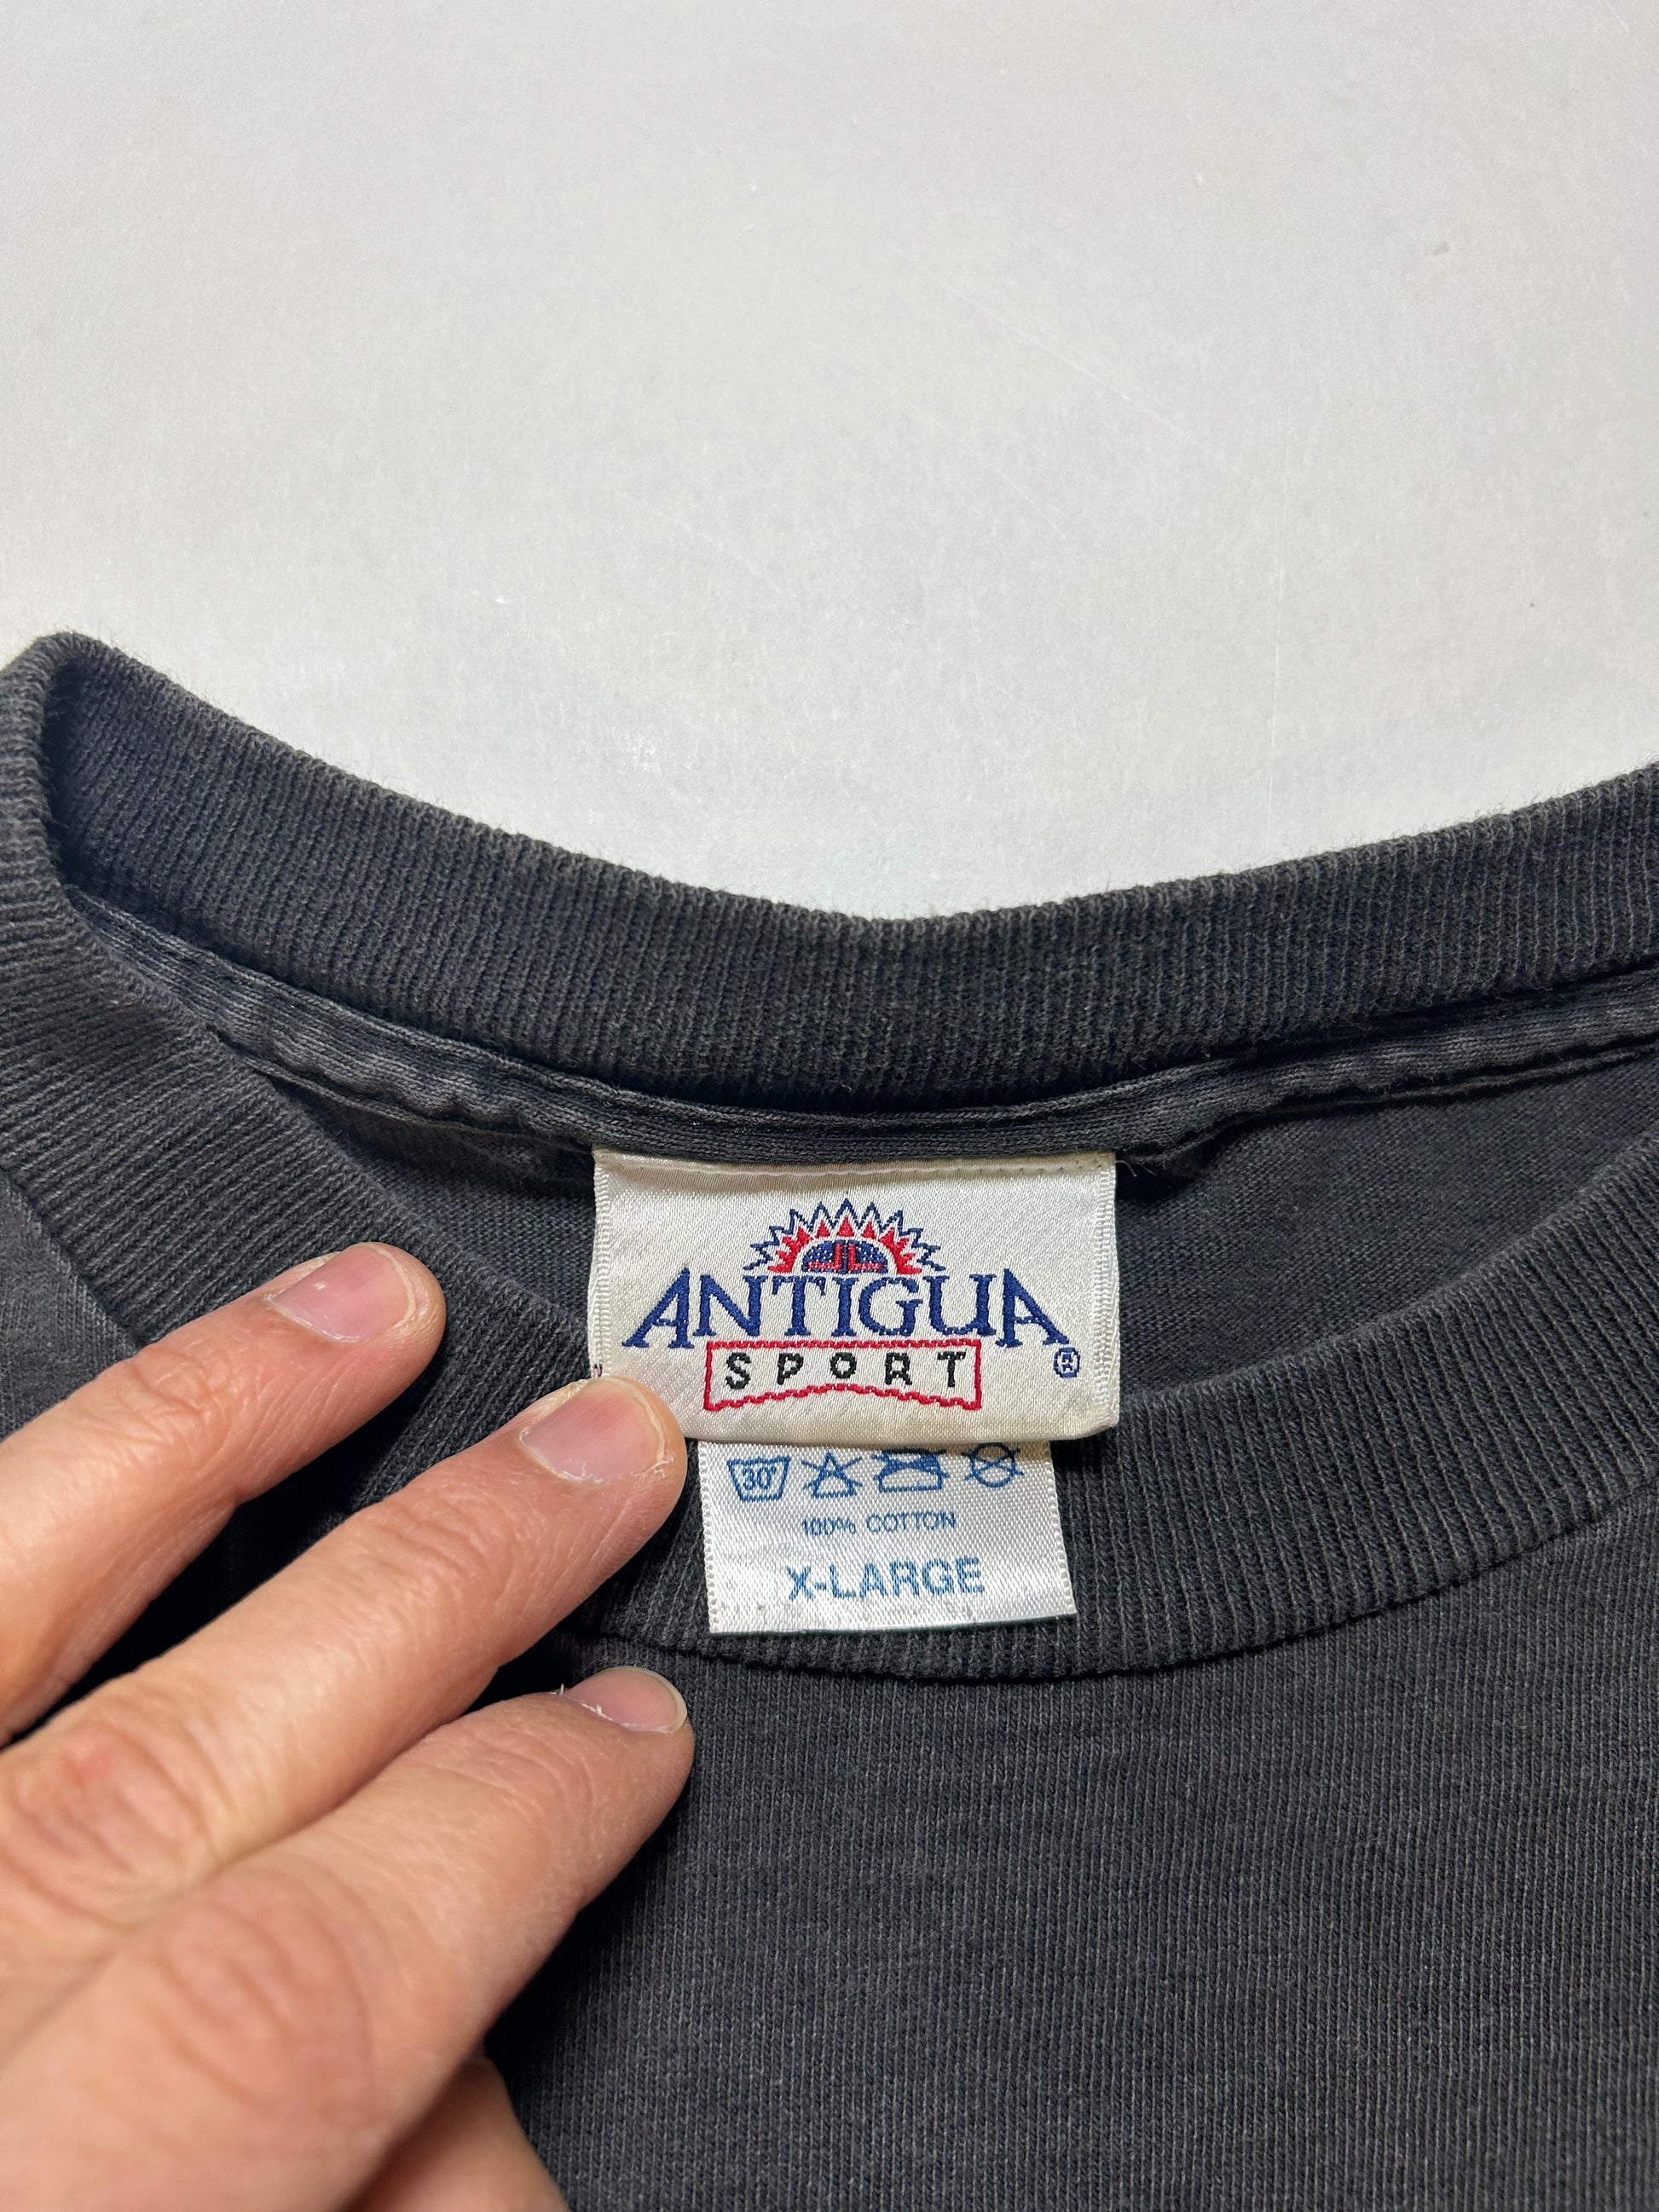 ANTIGUA
SPORT
®
30°
100% COTTON
X-LARGE